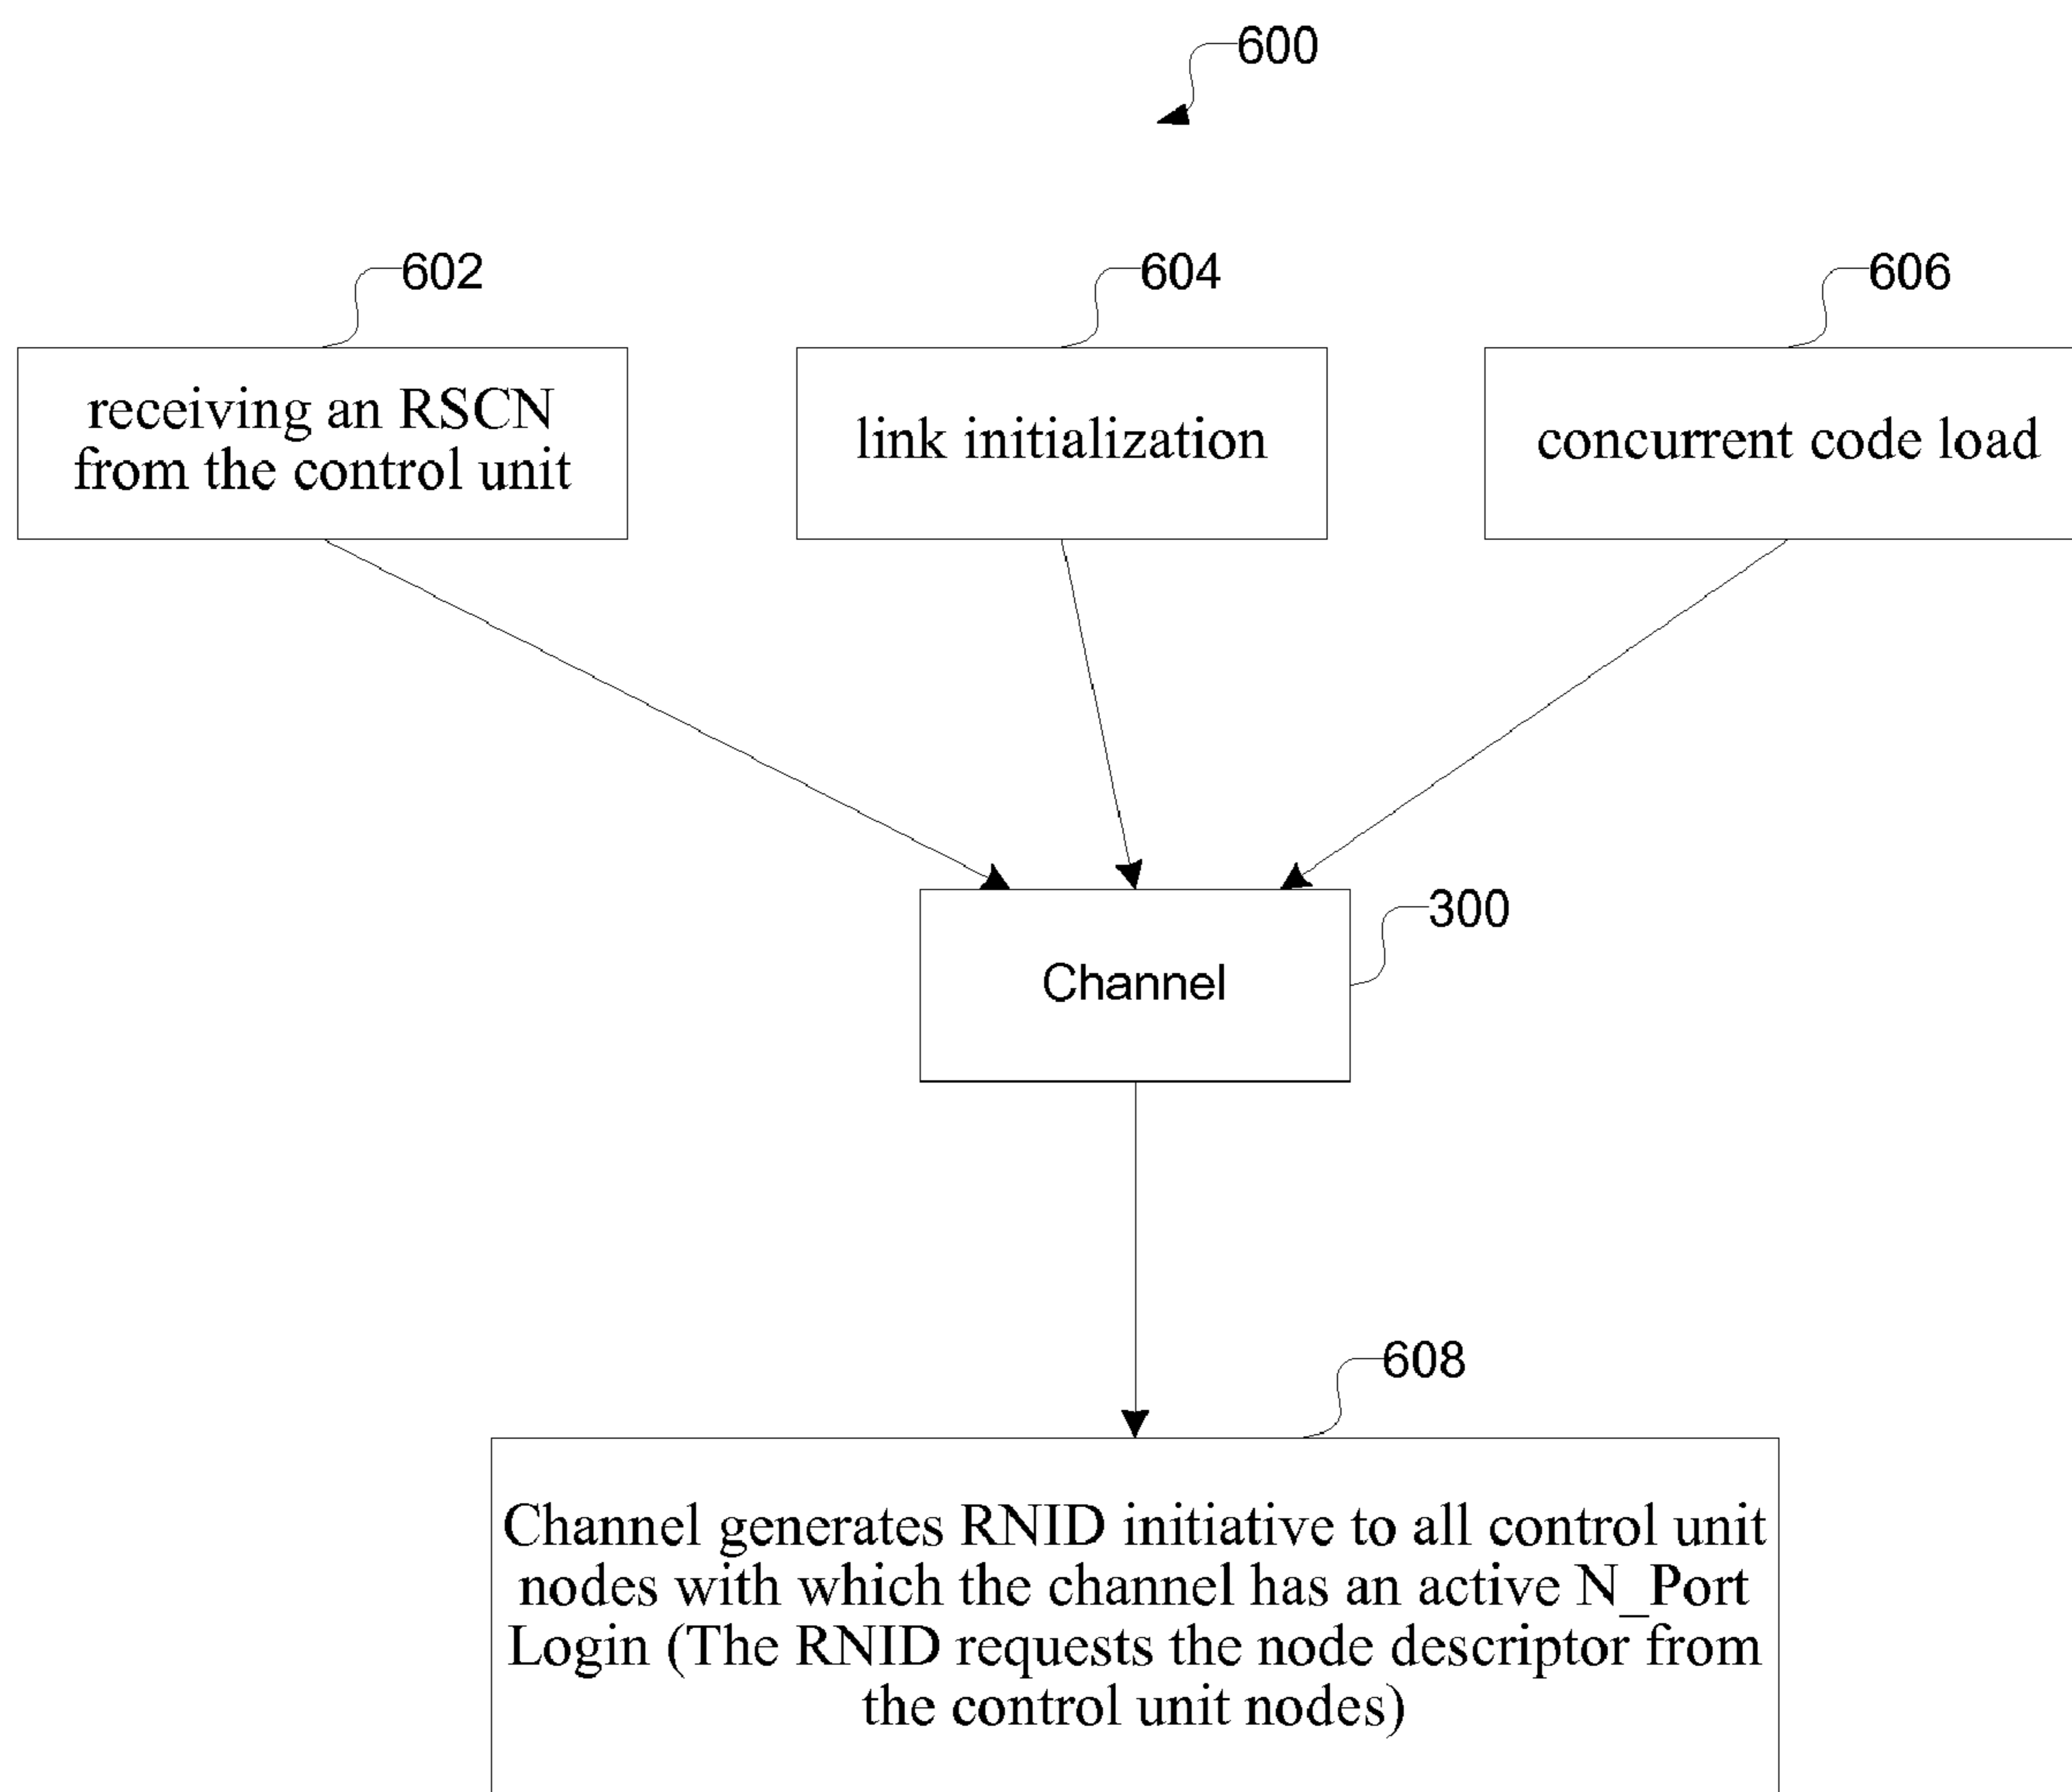 600
602
604
606
receiving an RSCN
from the control unit
link initialization
concurrent code load
300
Channel
608
Channel generates RNID initiative to all control unit
nodes with which the channel has an active N_Port
Login (The RNID requests the node descriptor from
the control unit nodes)